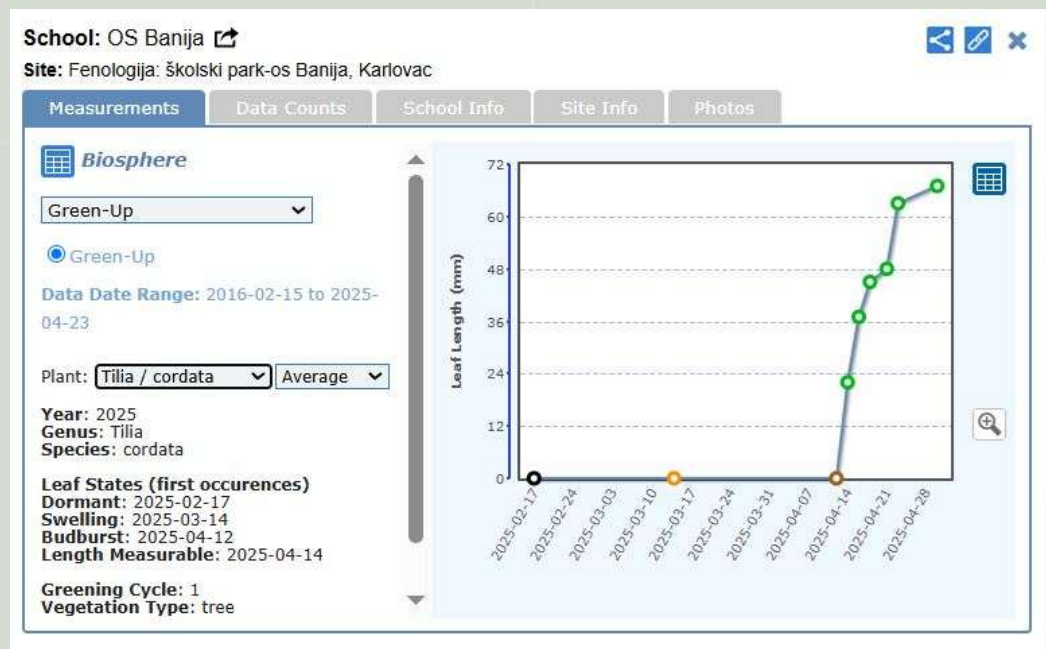 School: OS Banija
Site: Fenologija: školski park-os Banija, Karlovac
Measurements
Data Counts
School Info
Site Info
Photos
Biosphere
Green-Up
Green-Up
Data Date Range: 2016-02-15 to 2025-
04-23
Plant: Tilia / cordata Average
Year: 2025
Genus: Tilia
Species: cordata
Leaf States (first occurences)
Dormant: 2025-02-17
Swelling: 2025-03-14
Budburst: 2025-04-12
Length Measurable: 2025-04-14
Greening Cycle: 1
Vegetation Type: tree
Leaf Length (mm)
72
60
48
36
24
12
0
2025-02-17
2025-02-24
2025-03-03
2025-03-10
2025-03-17
2025-03-24
2025-03-31
2025-04-07
2025-04-14
2025-04-21
2025-04-28